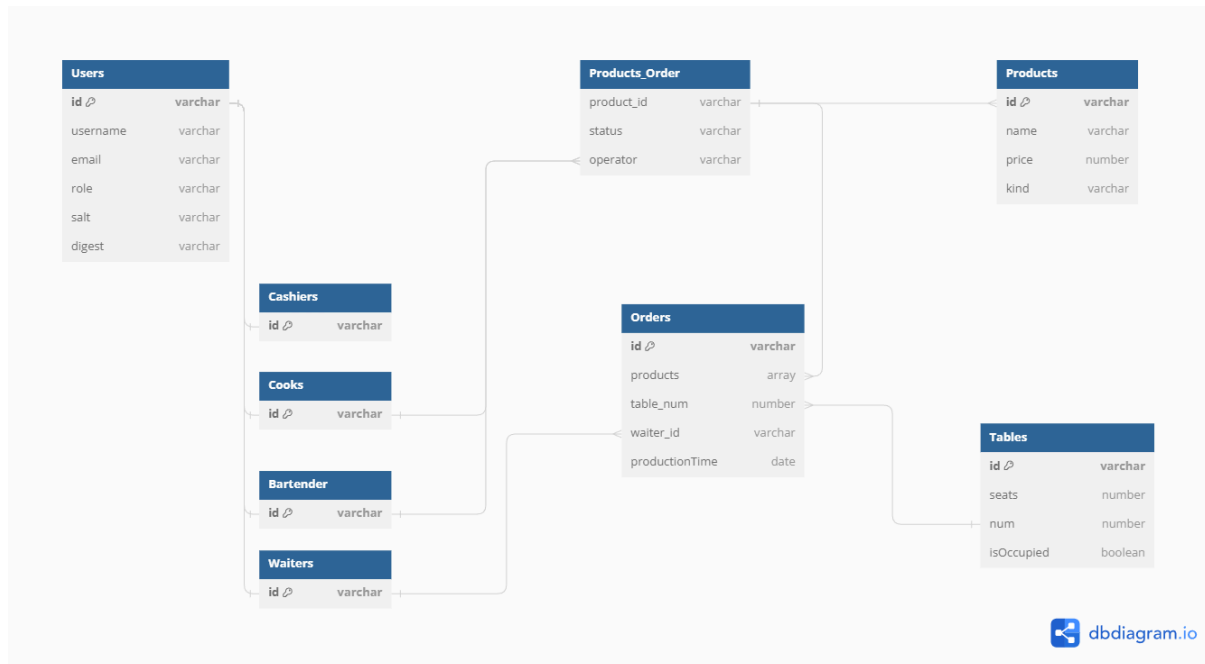 Users
id varchar
username varchar
email varchar
role varchar
salt varchar
digest varchar
Cashiers
id varchar
Cooks
id varchar
Bartender
id varchar
Waiters
id varchar
Products_Order
product_id varchar
status varchar
operator varchar
Orders
id varchar
products array
table_num number
waiter_id varchar
productionTime date
Products
id varchar
name varchar
price number
kind varchar
Tables
id varchar
seats number
num number
isOccupied boolean
dbdiagram.io